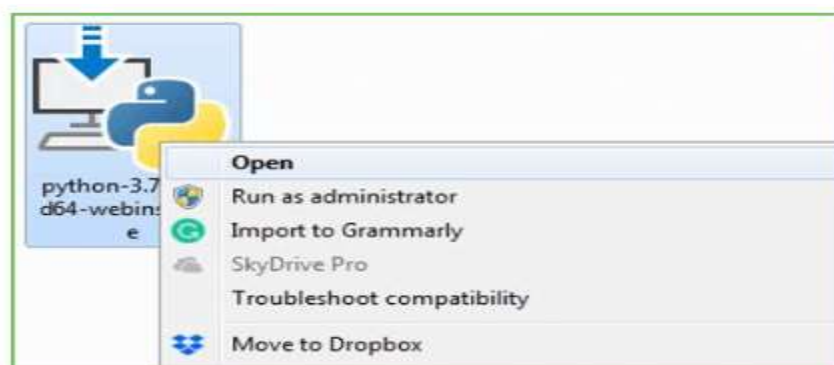 python-3.7
d64-webins
e
Open
Run as administrator
Import to Grammarly
SkyDrive Pro
Troubleshoot compatibility
Move to Dropbox